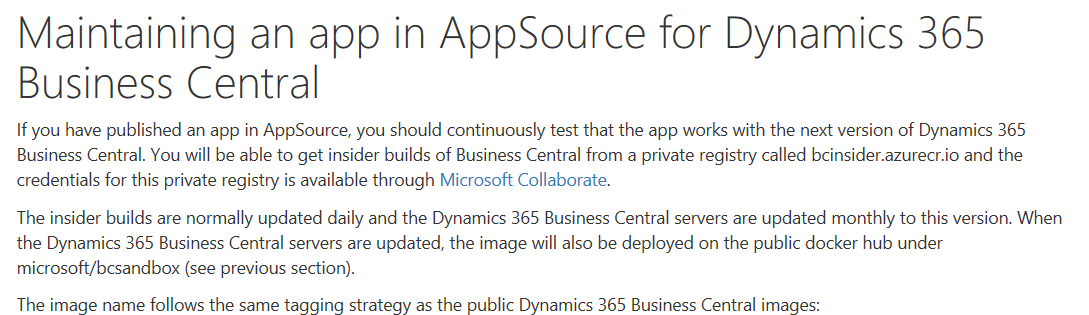 Maintaining an app in AppSource for Dynamics 365
Business Central
If you have published an app in AppSource, you should continuously test that the app works with the next version of Dynamics 365
Business Central. You will be able to get insider builds of Business Central from a private registry called bcinsider.azurecr.io and the
credentials for this private registry is available through Microsoft Collaborate.
The insider builds are normally updated daily and the Dynamics 365 Business Central servers are updated monthly to this version. When
the Dynamics 365 Business Central servers are updated, the image will also be deployed on the public docker hub under
microsoft/bcsandbox (see previous section).
The image name follows the same tagging strategy as the public Dynamics 365 Business Central images: